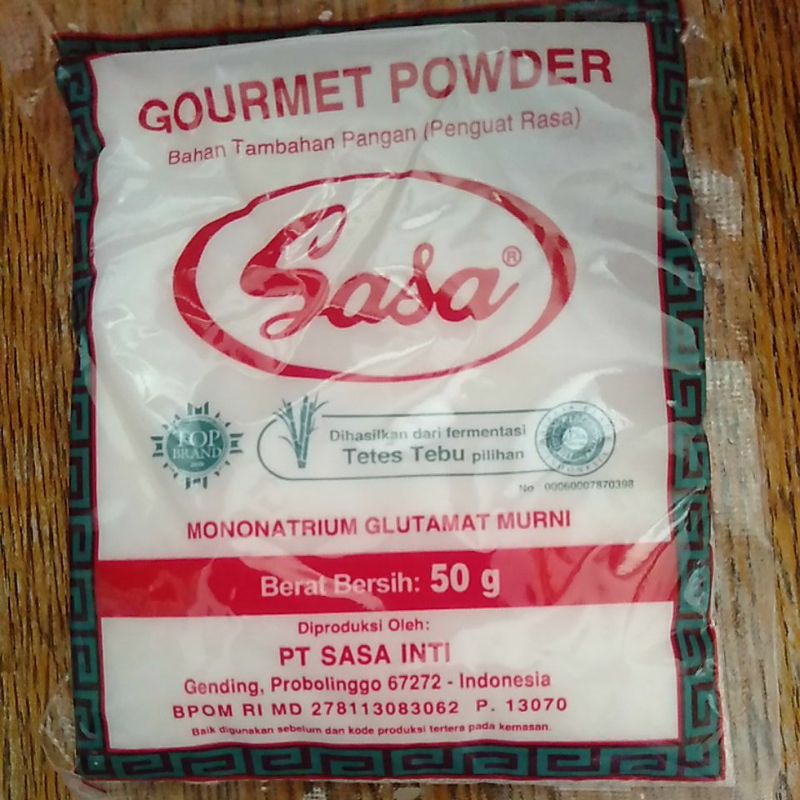 GOURMET POWDER
Bahan Tambahan Pangan (Penguat Rasa)
Sasa®
TOP
BRAND
Dihasilkan dari fermentasi
Tetes Tebu pilihan
No 00060007870398
MONONATRIUM GLUTAMAT MURNI
Berat Bersih: 50 g
Diproduksi Oleh:
PT SASA INTI
Gending, Probolinggo 67272 - Indonesia
BPOM RI MD 278113083062 P. 13070
Baik digunakan sebelum dan kode produksi tertera pada kemasan.